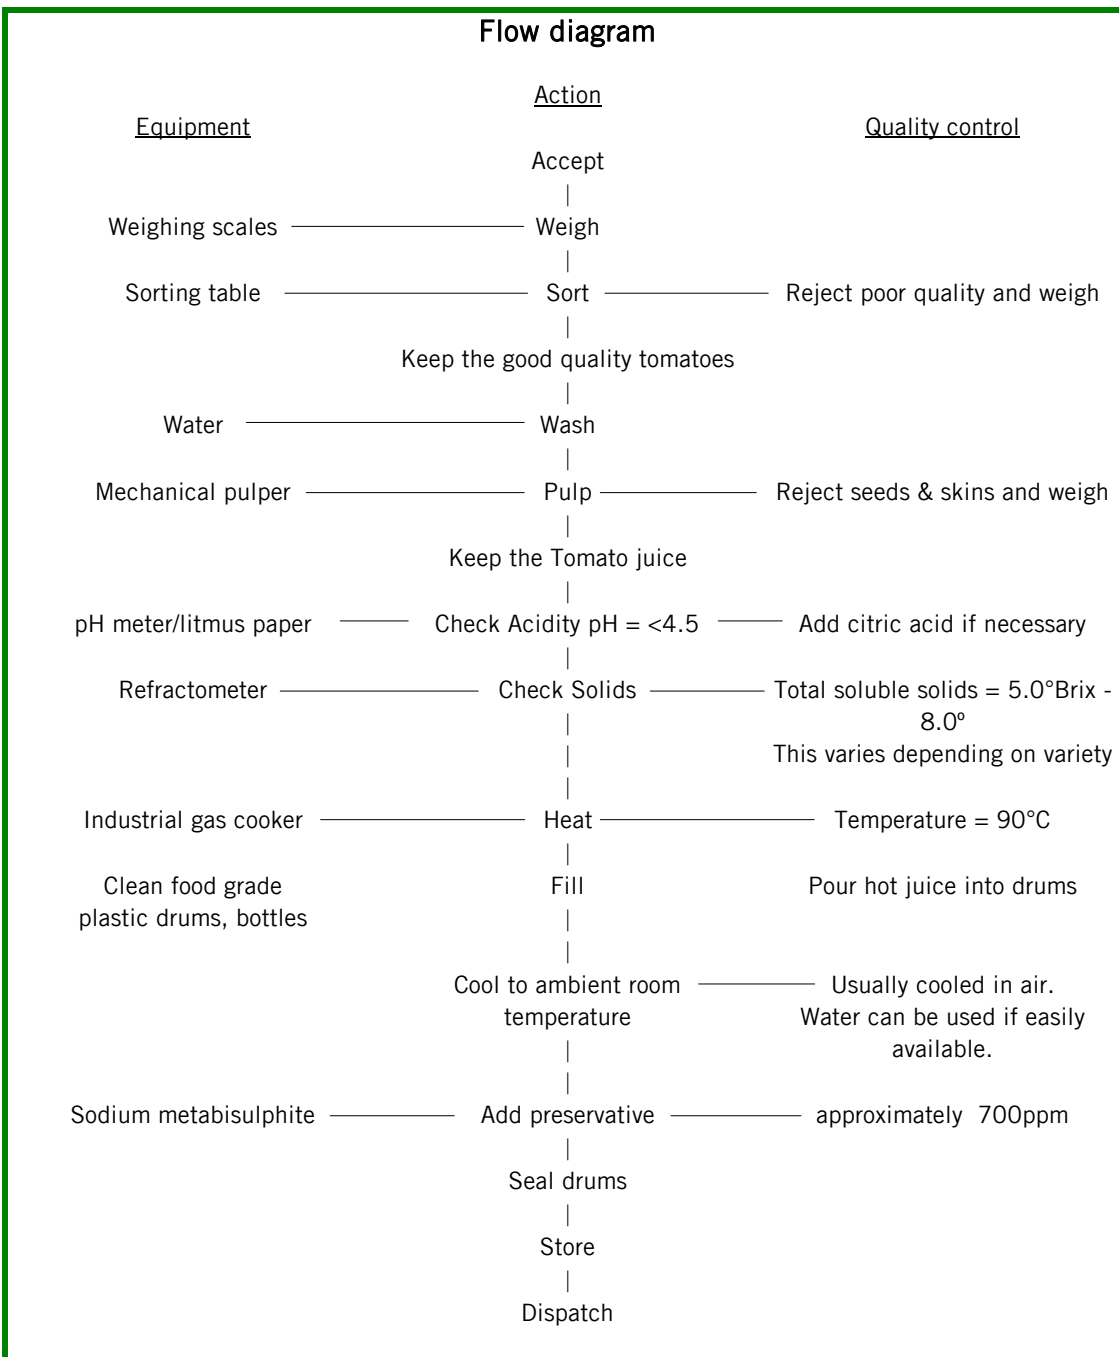 Flow diagram
Action
Equipment Quality control
Accept
Weighing scales Weigh
Sorting table Sort Reject poor quality and weigh
Keep the good quality tomatoes
Water Wash
Mechanical pulper Pulp Reject seeds & skins and weigh
Keep the Tomato juice
pH meter/litmus paper Check Acidity pH = <4.5 Add citric acid if necessary
Refractometer Check Solids Total soluble solids = 5.0°Brix -
8.0º
This varies depending on variety
Industrial gas cooker Heat Temperature = 90°C
Clean food grade Fill Pour hot juice into drums
plastic drums, bottles
Cool to ambient room Usually cooled in air.
temperature Water can be used if easily
available.
Sodium metabisulphite Add preservative approximately 700ppm
Seal drums
Store
Dispatch